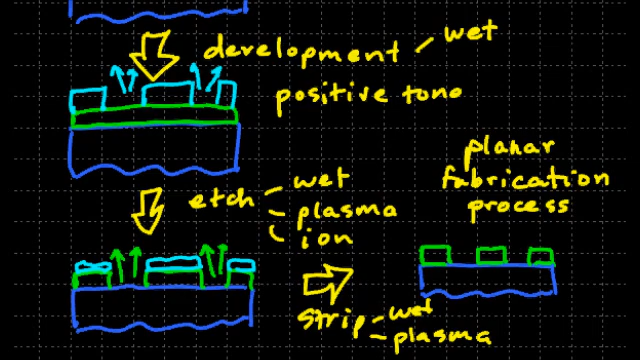 development - wet
positive tone
etch - wet
- plasma
- ion
planar
fabrication
process
strip - wet
- plasma